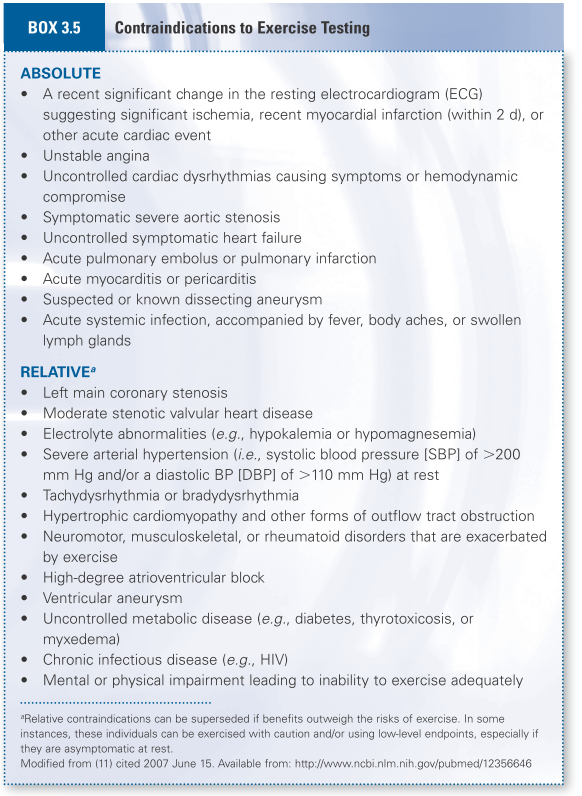 BOX 3.5 Contraindications to Exercise Testing
ABSOLUTE
• A recent significant change in the resting electrocardiogram (ECG)
suggesting significant ischemia, recent myocardial infarction (within 2 d), or
other acute cardiac event
• Unstable angina
• Uncontrolled cardiac dysrhythmias causing symptoms or hemodynamic
compromise
• Symptomatic severe aortic stenosis
• Uncontrolled symptomatic heart failure
• Acute pulmonary embolus or pulmonary infarction
• Acute myocarditis or pericarditis
• Suspected or known dissecting aneurysm
• Acute systemic infection, accompanied by fever, body aches, or swollen
lymph glands
RELATIVEᵃ
• Left main coronary stenosis
• Moderate stenotic valvular heart disease
• Electrolyte abnormalities (e.g., hypokalemia or hypomagnesemia)
• Severe arterial hypertension (i.e., systolic blood pressure [SBP] of >200
mm Hg and/or a diastolic BP [DBP] of >110 mm Hg) at rest
• Tachydysrhythmia or bradydysrhythmia
• Hypertrophic cardiomyopathy and other forms of outflow tract obstruction
• Neuromotor, musculoskeletal, or rheumatoid disorders that are exacerbated
by exercise
• High-degree atrioventricular block
• Ventricular aneurysm
• Uncontrolled metabolic disease (e.g., diabetes, thyrotoxicosis, or
myxedema)
• Chronic infectious disease (e.g., HIV)
• Mental or physical impairment leading to inability to exercise adequately
ᵃRelative contraindications can be superseded if benefits outweigh the risks of exercise. In some
instances, these individuals can be exercised with caution and/or using low-level endpoints, especially if
they are asymptomatic at rest.
Modified from (11) cited 2007 June 15. Available from: http://www.ncbi.nlm.nih.gov/pubmed/12356646